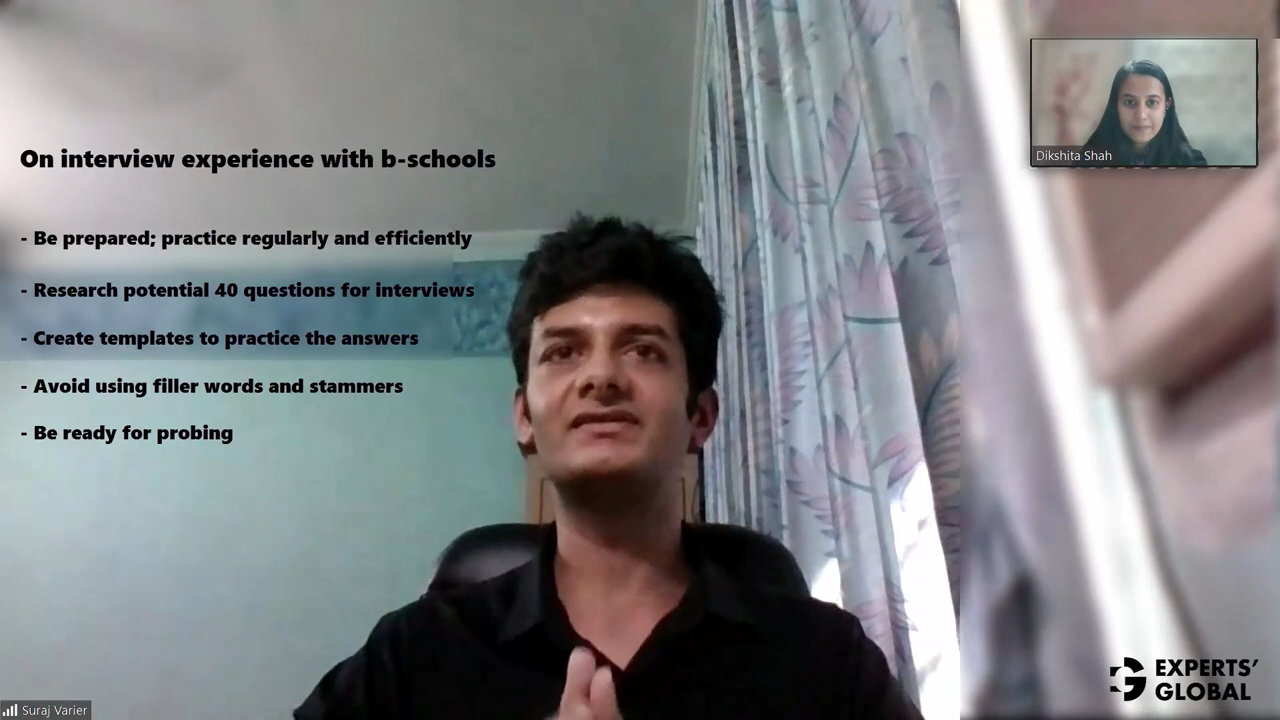 On interview experience with b-schools
- Be prepared; practice regularly and efficiently
- Research potential 40 questions for interviews
- Create templates to practice the answers
- Avoid using filler words and stammers
- Be ready for probing
Dikshita Shah
Suraj Varier
EXPERTS'
GLOBAL